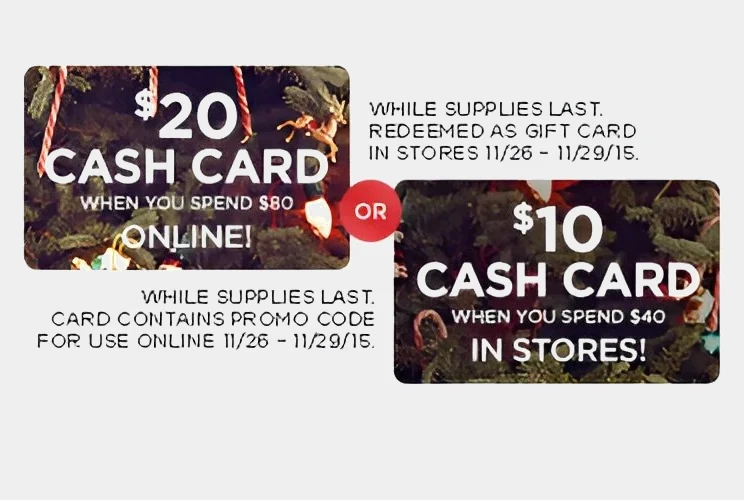 $20
CASH CARD
WHEN YOU SPEND $80
ONLINE!
WHILE SUPPLIES LAST.
REDEEMED AS GIFT CARD
IN STORES 11/26 - 11/29/15.
OR
$10
CASH CARD
WHEN YOU SPEND $40
IN STORES!
WHILE SUPPLIES LAST.
CARD CONTAINS PROMO CODE
FOR USE ONLINE 11/26 - 11/29/15.